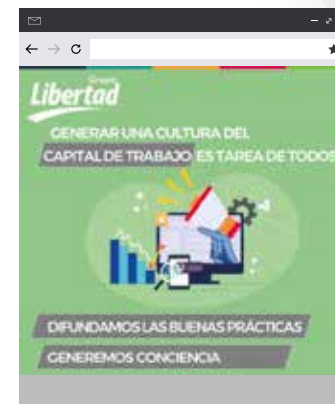 Grupo
Libertad
GENERAR UNA CULTURA DEL
CAPITAL DE TRABAJO ES TAREA DE TODOS
DIFUNDAMOS LAS BUENAS PRÁCTICAS
GENEREMOS CONCIENCIA